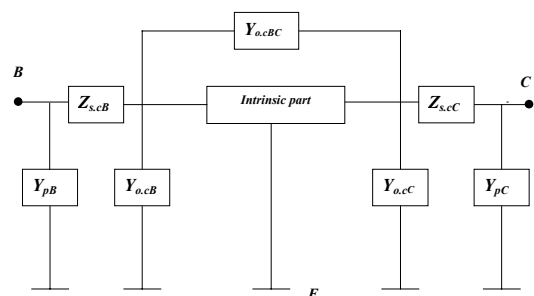 Y_{o.cBC}
B
Z_{s.cB}
Intrinsic part
Z_{s.cC}
C
Y_{pB}
Y_{o.cB}
Y_{o.cC}
Y_{pC}
E